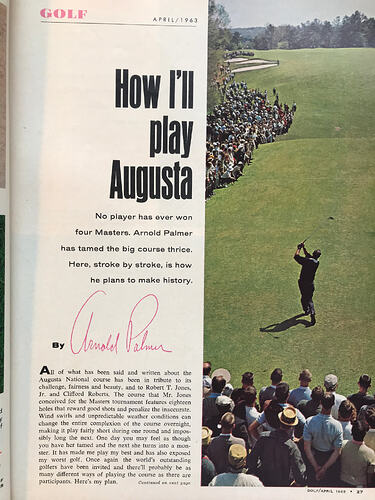 GOLF
APRIL/1963
How I'll
play
Augusta
No player has ever won
four Masters. Arnold Palmer
has tamed the big course thrice.
Here, stroke by stroke, is how
he plans to make history.
By Arnold Palmer
All of what has been said and written about the
Augusta National course has been in tribute to its
challenge, fairness and beauty, and to Robert T. Jones,
Jr. and Clifford Roberts. The course that Mr. Jones
conceived for the Masters tournament features eighteen
holes that reward good shots and penalize the inaccurate.
Wind swirls and unpredictable weather conditions can
change the entire complexion of the course overnight,
making it play fairly short during one round and impos-
sibly long the next. One day you may feel as though
you have her tamed and the next she turns into a mon-
ster. It has made me play my best and has also exposed
my worst golf. Once again the world's outstanding
golfers have been invited and there'll probably be as
many different ways of playing the course as there are
participants. Here's my plan.
Continued on next page
GOLF/APRIL 1963 • 27